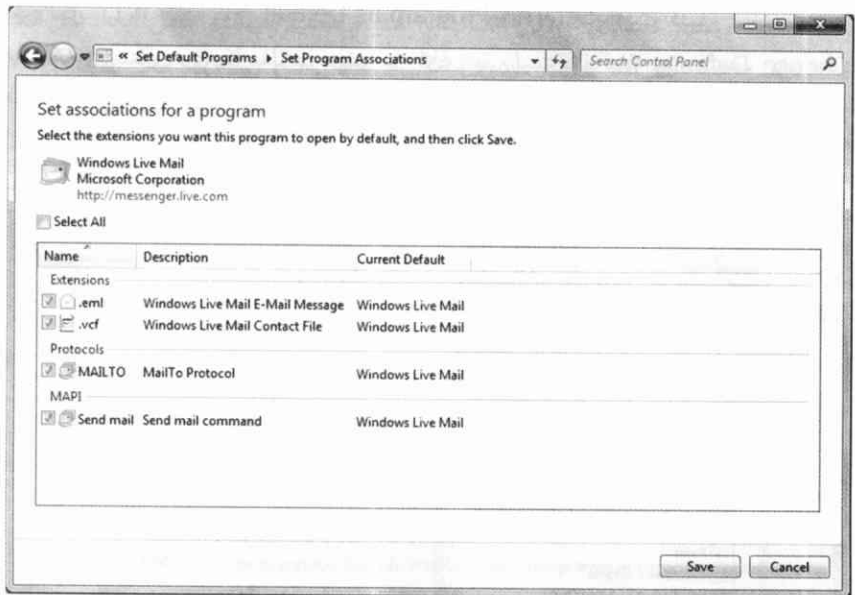 « Set Default Programs ▸ Set Program Associations
Search Control Panel
Set associations for a program
Select the extensions you want this program to open by default, and then click Save.
Windows Live Mail
Microsoft Corporation
http://messenger.live.com
Select All
Name Description Current Default
Extensions
.eml Windows Live Mail E-Mail Message Windows Live Mail
.vcf Windows Live Mail Contact File Windows Live Mail
Protocols
MAILTO MailTo Protocol Windows Live Mail
MAPI
Send mail Send mail command Windows Live Mail
Save Cancel